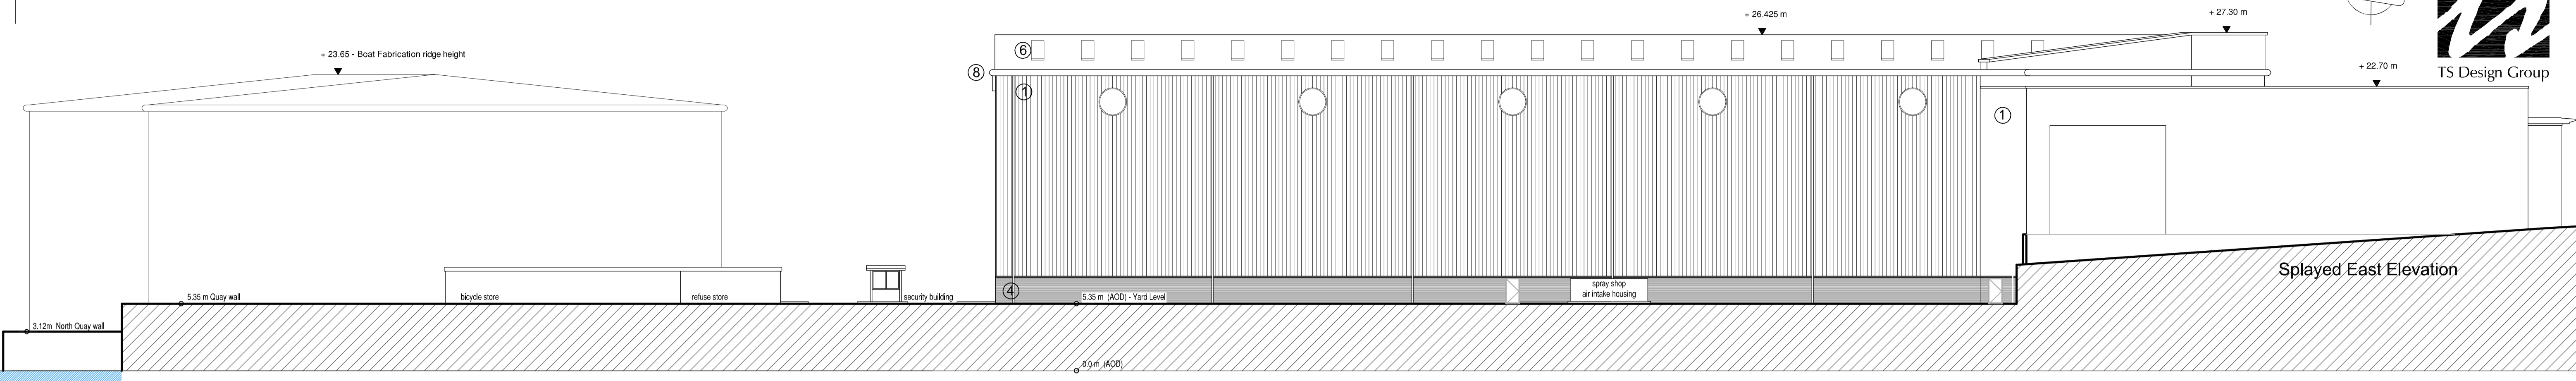 + 26.425 m
+ 27.30 m
+ 23.65 - Boat Fabrication ridge height
6
8
+ 22.70 m
TS Design Group
1
1
Splayed East Elevation
4
spray shop
air intake housing
5.35 m Quay wall
bicycle store
refuse store
security building
5.35 m (AOD) - Yard Level
3.12m North Quay wall
0.0 m (AOD)